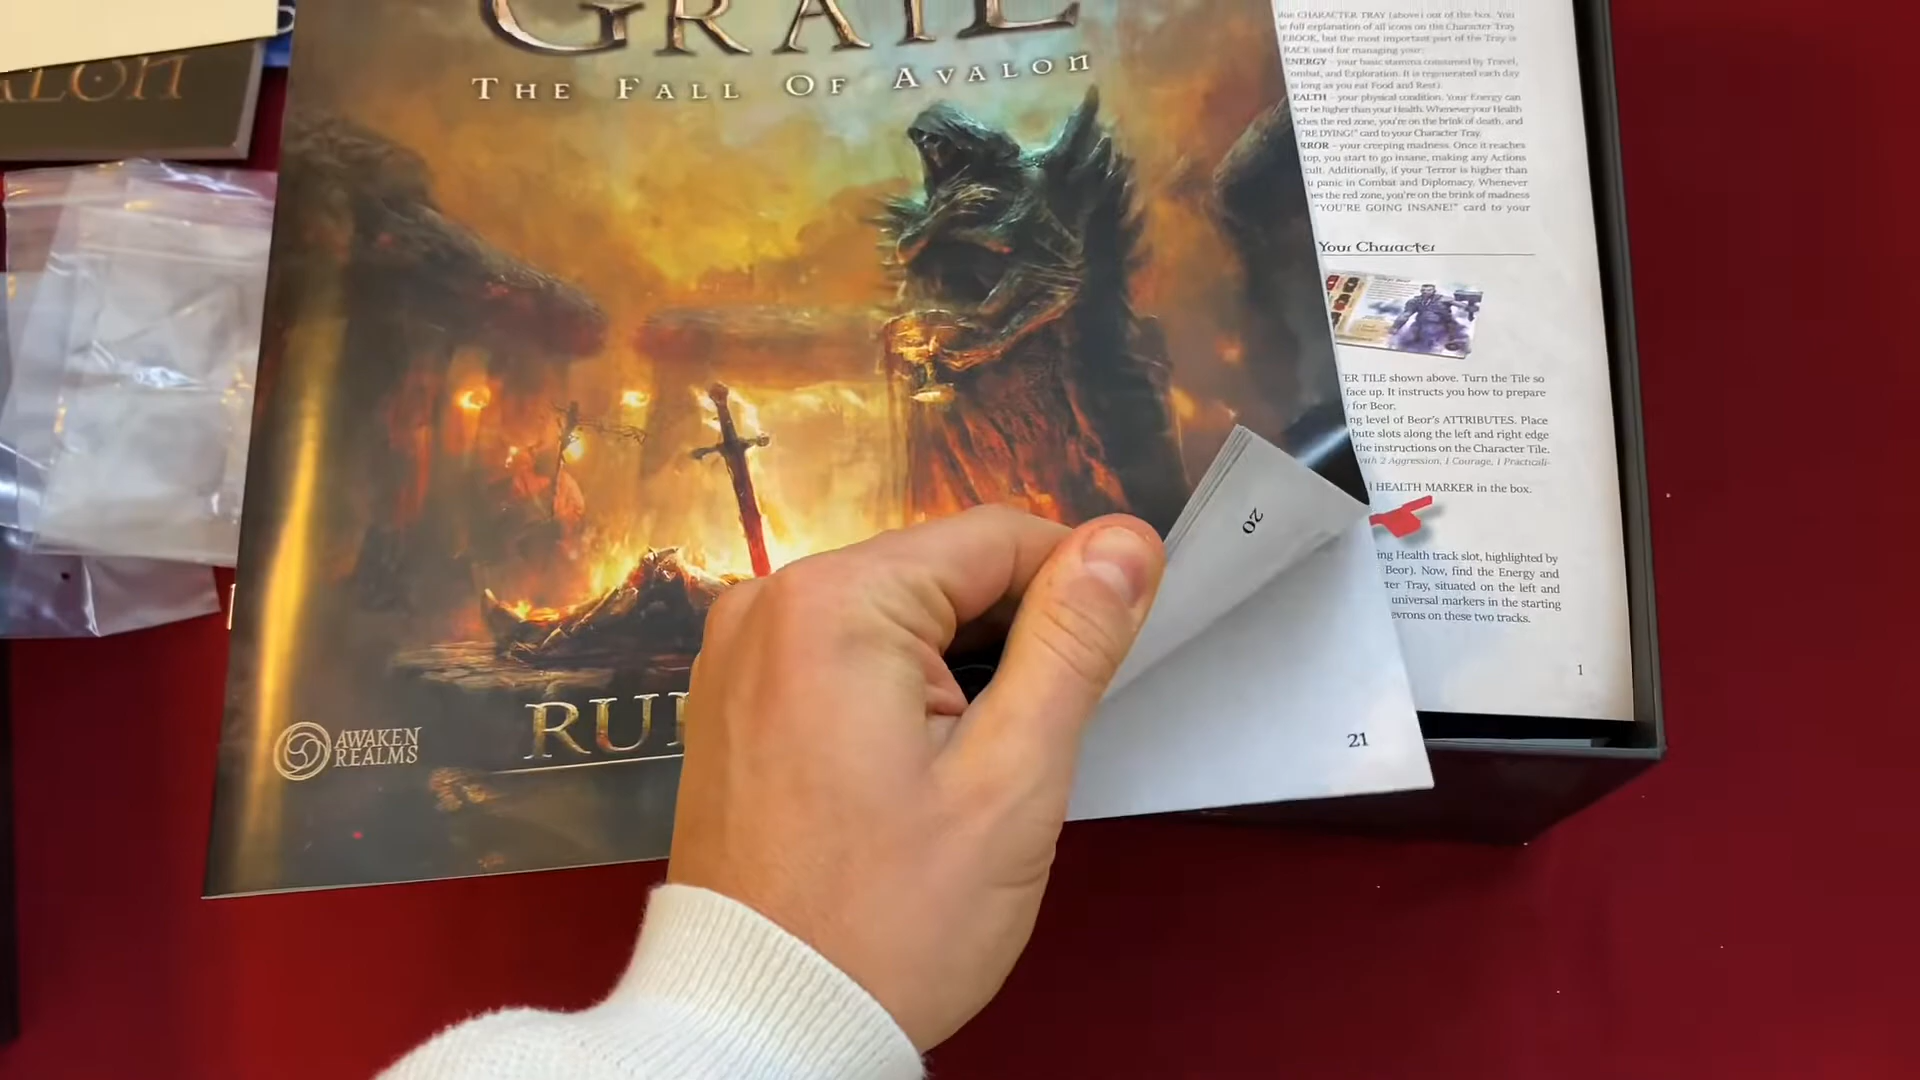 GRAIL
THE FALL OF AVALON
RU
AWAKEN
REALMS
20
21
ALON
CHARACTER TRAY (above) out of the box. You
full explanation of all icons on the Character Tray
EBOOK, but the most important part of the Tray is
RACK used for managing your:
ENERGY – your basic stamina consumed by Travel,
ombat, and Exploration. It is regenerated each day
s long as you eat Food and Rest).
EALTH – your physical condition. Your Energy can
ver be higher than your Health. Whenever your Health
ches the red zone, you're on the brink of death, and
'RE DYING!" card to your Character Tray.
RROR – your creeping madness. Once it reaches
top, you start to go insane, making any Actions
cult. Additionally, if your Terror is higher than
u panic in Combat and Diplomacy. Whenever
es the red zone, you're on the brink of madness
"YOU'RE GOING INSANE!" card to your
Your Character
ER TILE shown above. Turn the Tile so
face up. It instructs you how to prepare
for Beor.
ng level of Beor's ATTRIBUTES. Place
bute slots along the left and right edge
the instructions on the Character Tile.
with 2 Aggression, 1 Courage, 1 Practicali-
HEALTH MARKER in the box.
ing Health track slot, highlighted by
Beor). Now, find the Energy and
ter Tray, situated on the left and
universal markers in the starting
evrons on these two tracks.
1